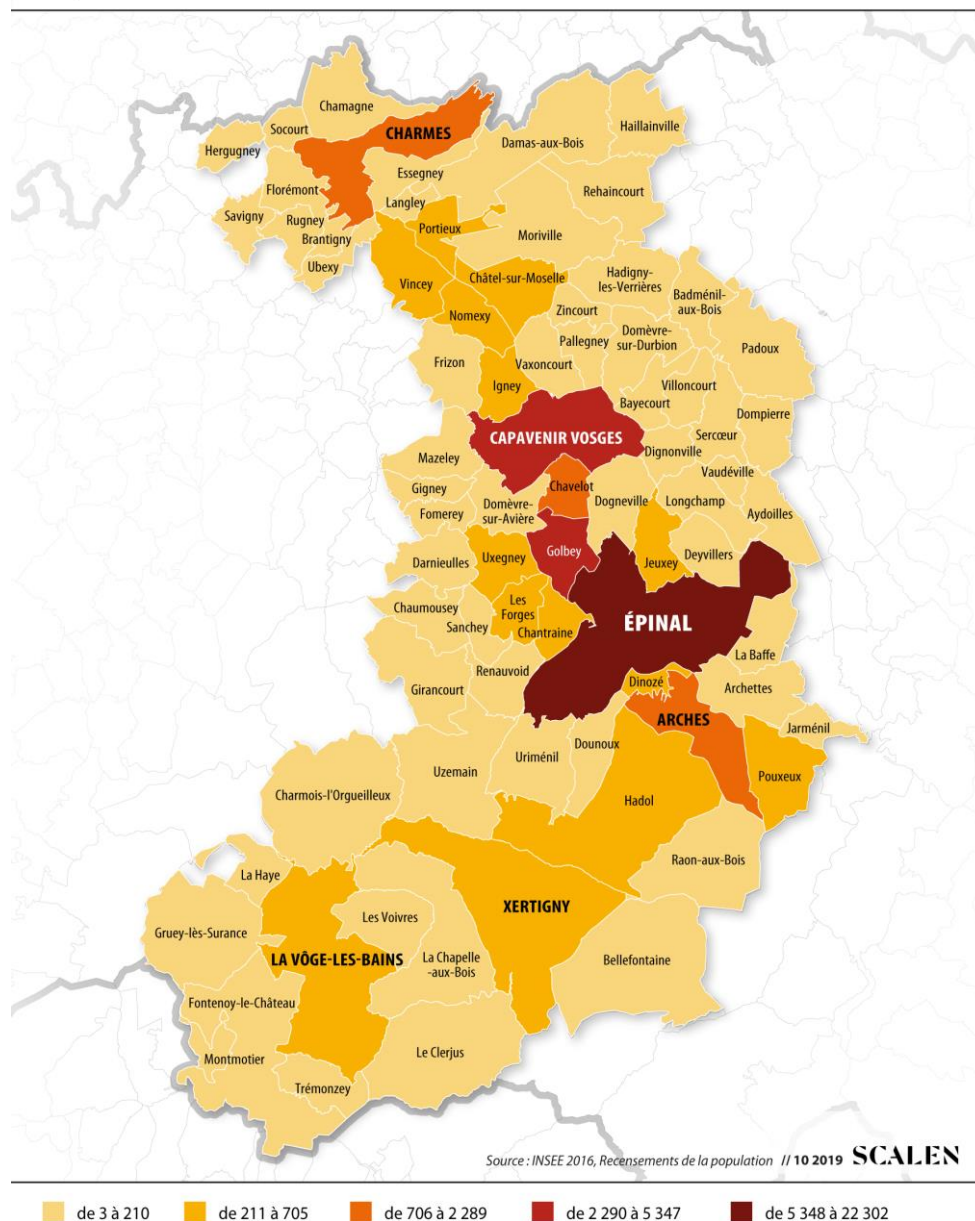 Chamagne
Haillainville
Socourt
CHARMES
Damas-aux-Bois
Hergugney
Essegney
Rehaincourt
Florémont
Langley
Savigny
Rugney
Portieux
Brantigny
Moriville
Ubexy
Vincey
Châtel-sur-Moselle
Hadigny
-les-Verrières
Badménil-
aux-Bois
Zincourt
Nomexy
Pallegney
Domèvre-
sur-Durbion
Padoux
Frizon
Vaxoncourt
Igney
Villoncourt
Bayecourt
Dompierre
CAPAVENIR VOSGES
Sercœur
Dignonville
Mazeley
Vaudéville
Chavelot
Gigney
Domèvre-
sur-Avière
Dogneville
Longchamp
Fomerey
Aydoilles
Golbey
Darnieulles
Uxegney
Jeuxey
Deyvillers
Chaumousey
Les
Forges
Sanchey
Chantraine
ÉPINAL
La Baffe
Renauvoid
Girancourt
Dinozé
Archettes
ARCHES
Jarménil
Dounoux
Uriménil
Uzemain
Pouxeux
Charmois-l'Orgueilleux
Hadol
Raon-aux-Bois
La Haye
XERTIGNY
Les Voivres
Gruey-lès-Surance
LA VÔGE-LES-BAINS
La Chapelle
-aux-Bois
Bellefontaine
Fontenoy-le-Château
Le Clerjus
Montmotier
Trémonzey
Source : INSEE 2016, Recensements de la population // 10 2019 SCALEN
de 3 à 210
de 211 à 705
de 706 à 2 289
de 2 290 à 5 347
de 5 348 à 22 302